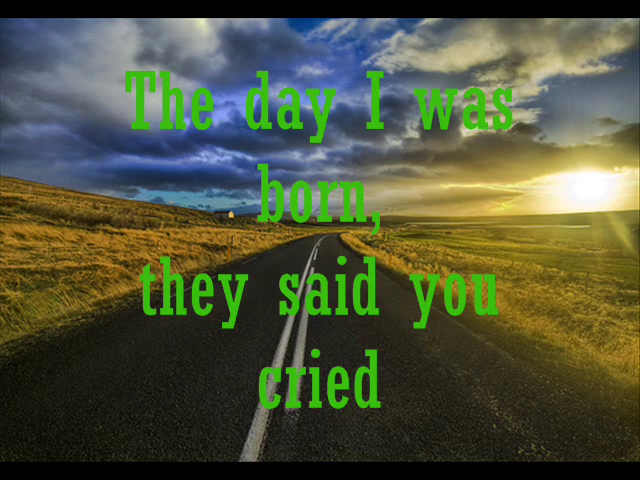 The day I was
born,
they said you
cried